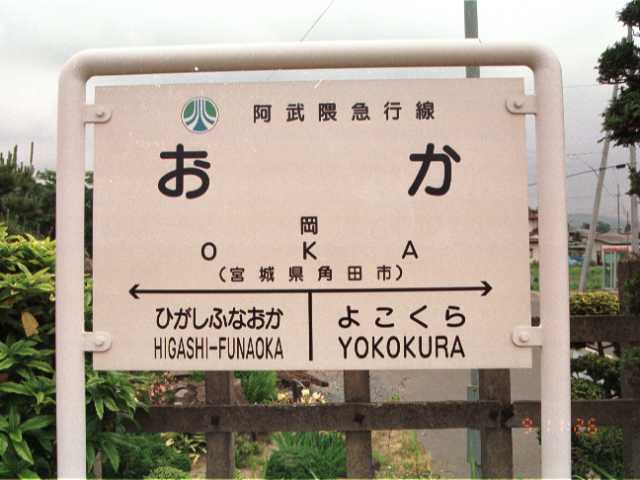 阿武隈急行線
おか
岡
OKA
(宮城県角田市)
ひがしふなおか よこくら
HIGASHI-FUNAOKA YOKOKURA